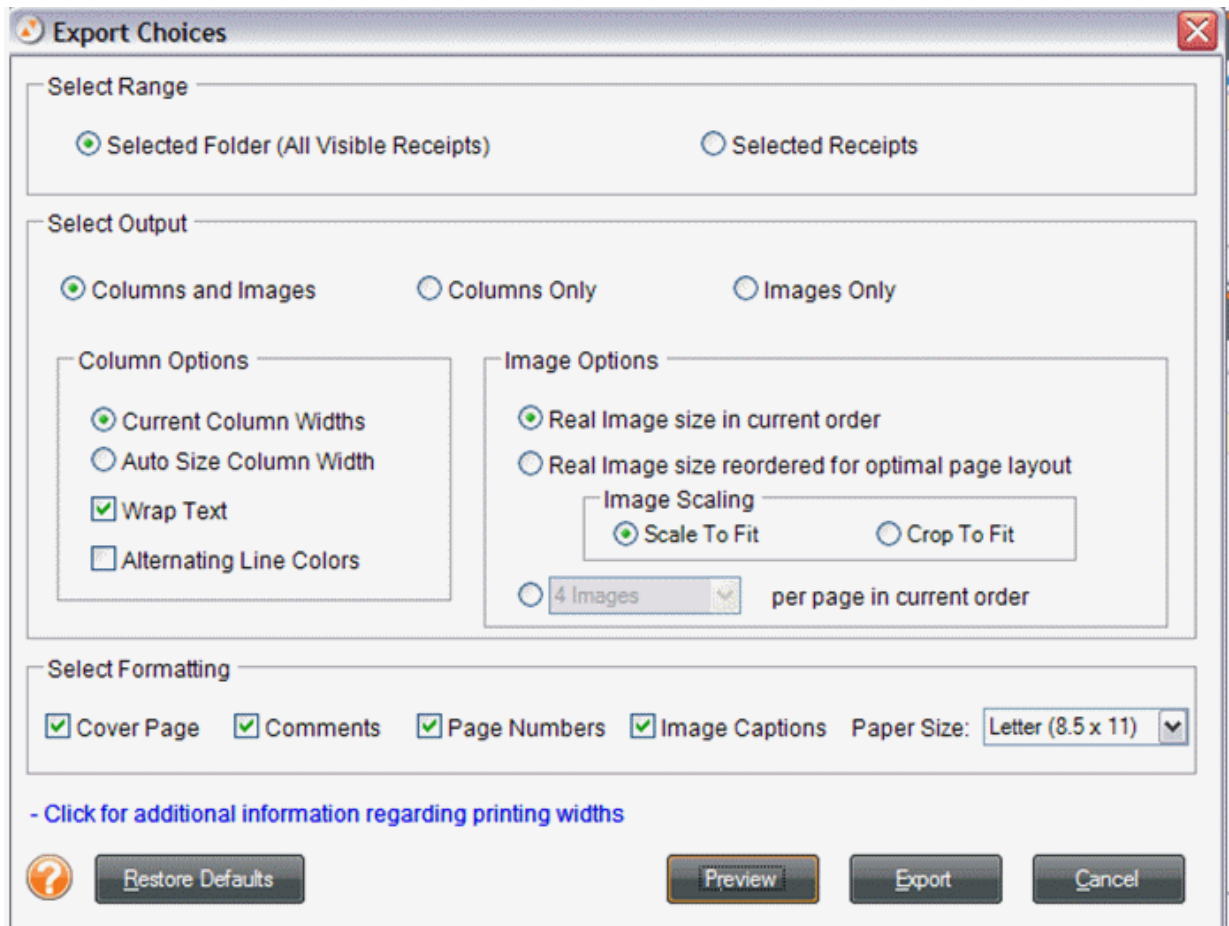 Export Choices
Select Range
Selected Folder (All Visible Receipts) Selected Receipts
Select Output
Columns and Images Columns Only Images Only
Column Options
Current Column Widths
Auto Size Column Width
Wrap Text
Alternating Line Colors
Image Options
Real Image size in current order
Real Image size reordered for optimal page layout
Image Scaling
Scale To Fit Crop To Fit
4 Images per page in current order
Select Formatting
Cover Page Comments Page Numbers Image Captions Paper Size: Letter (8.5 x 11)
- Click for additional information regarding printing widths
? Restore Defaults Preview Export Cancel